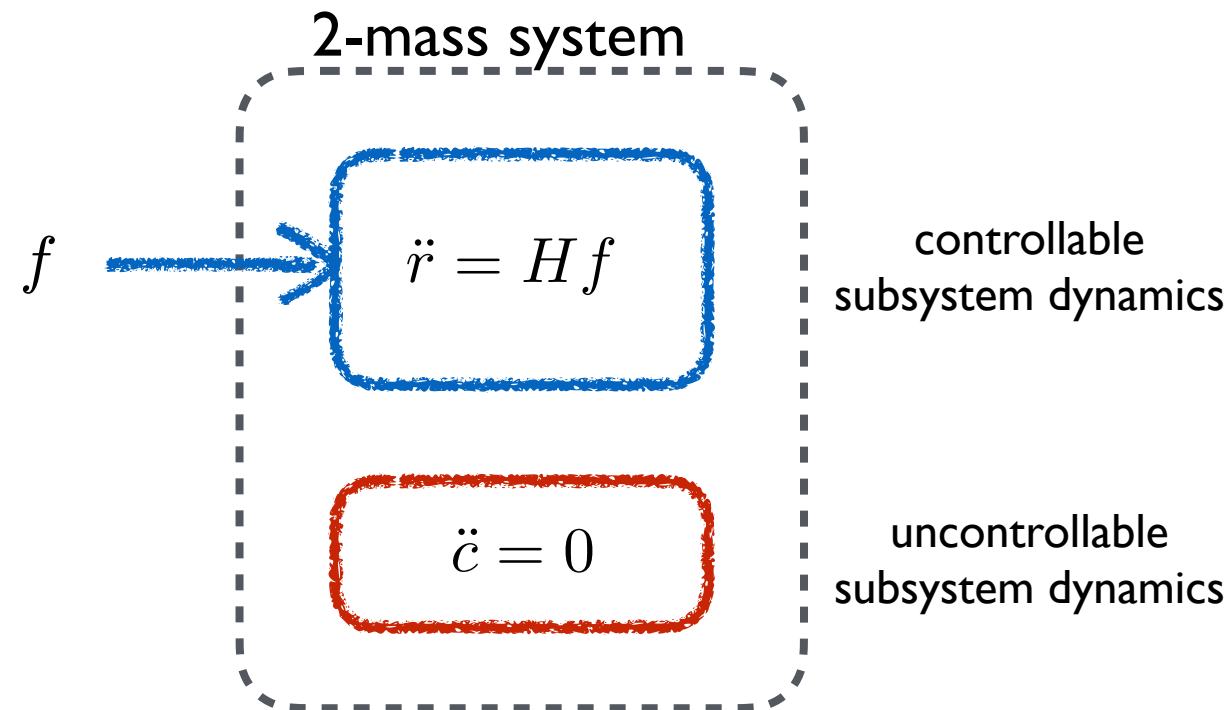 2-mass system
f
r̈ = Hf
controllable
subsystem dynamics
c̈ = 0
uncontrollable
subsystem dynamics